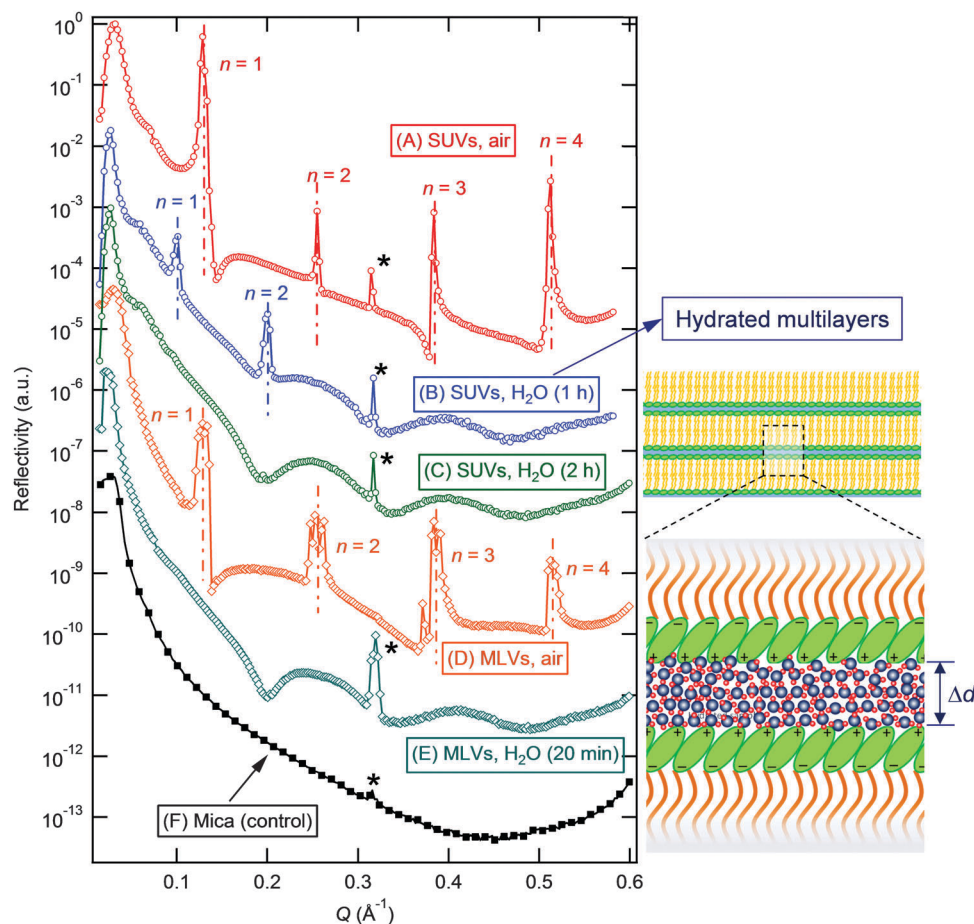 Reflectivity (a.u.)
10⁰
10⁻¹
10⁻²
10⁻³
10⁻⁴
10⁻⁵
10⁻⁶
10⁻⁷
10⁻⁸
10⁻⁹
10⁻¹⁰
10⁻¹¹
10⁻¹²
10⁻¹³
n = 1
(A) SUVs, air
n = 2
n = 3
n = 4
*
n = 1
n = 2
*
(B) SUVs, H₂O (1 h)
Hydrated multilayers
*
(C) SUVs, H₂O (2 h)
n = 1
n = 2
n = 3
n = 4
(D) MLVs, air
*
(E) MLVs, H₂O (20 min)
*
(F) Mica (control)
0.1 0.2 0.3 0.4 0.5 0.6
Q (Å⁻¹)
− − − − −
+ + + + +
Δd
+ + + + + + + + +
− − − − − − − −